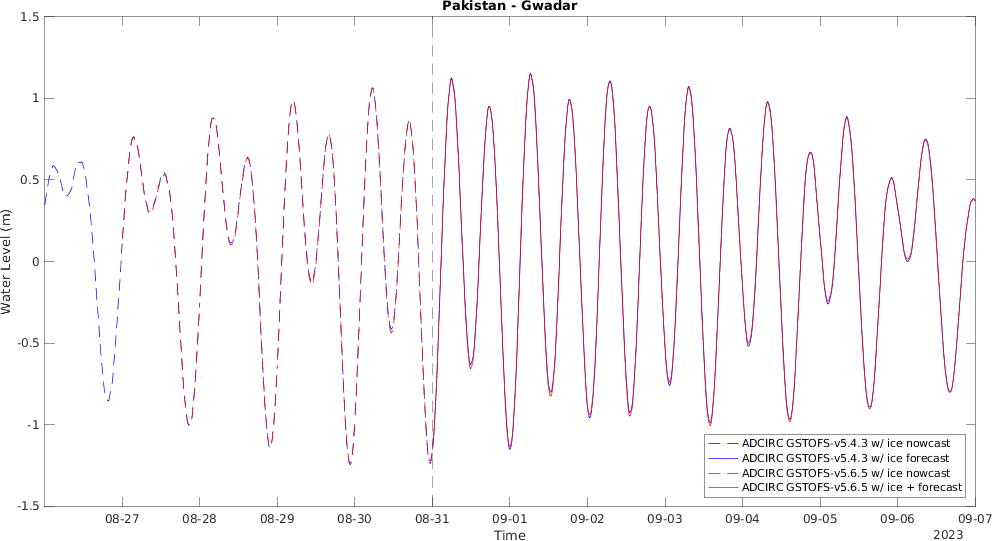 Pakistan - Gwadar
1.5
1
0.5
0
-0.5
-1
-1.5
Water Level (m)
ADCIRC GSTOFS-v5.4.3 w/ ice nowcast
ADCIRC GSTOFS-v5.4.3 w/ ice forecast
ADCIRC GSTOFS-v5.6.5 w/ ice nowcast
ADCIRC GSTOFS-v5.6.5 w/ ice + forecast
08-27 08-28 08-29 08-30 08-31 09-01 09-02 09-03 09-04 09-05 09-06 09-07
Time
2023